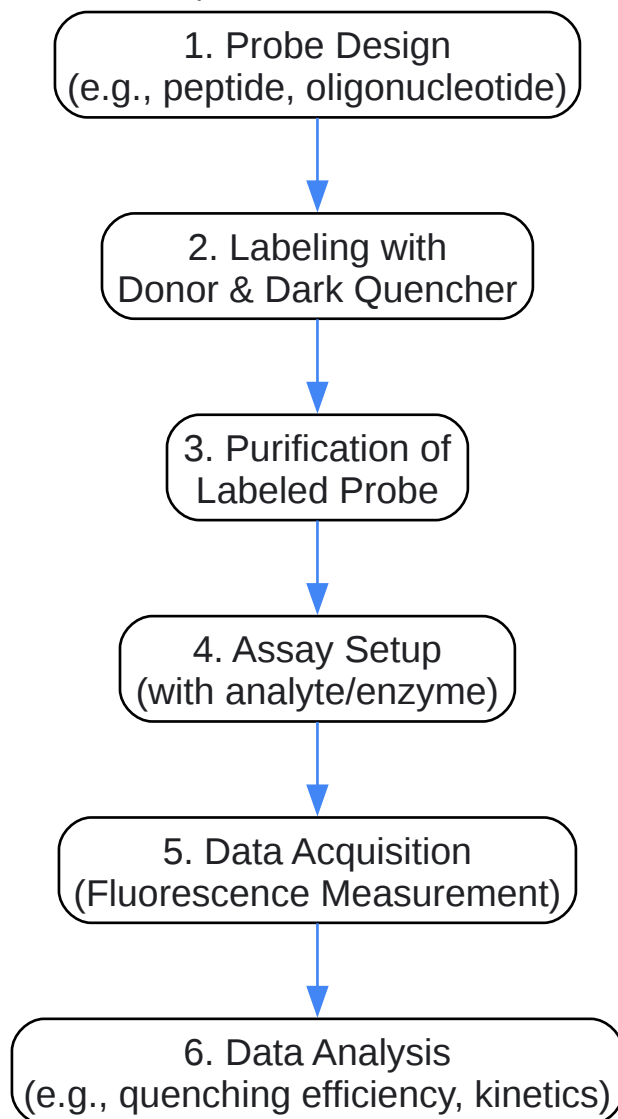 1. Probe Design
(e.g., peptide, oligonucleotide)
2. Labeling with
Donor & Dark Quencher
3. Purification of
Labeled Probe
4. Assay Setup
(with analyte/enzyme)
5. Data Acquisition
(Fluorescence Measurement)
6. Data Analysis
(e.g., quenching efficiency, kinetics)